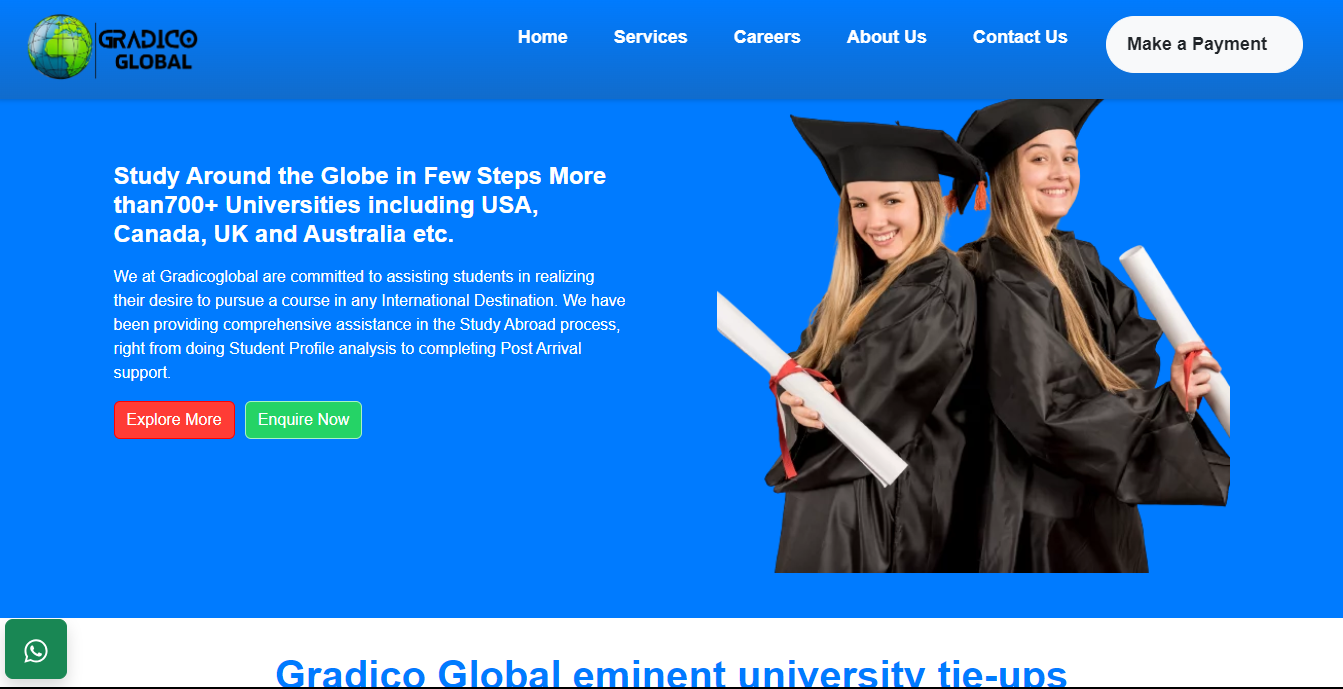 GRADICO
GLOBAL
Home
Services
Careers
About Us
Contact Us
Make a Payment
Study Around the Globe in Few Steps More
than700+ Universities including USA,
Canada, UK and Australia etc.
We at Gradicoglobal are committed to assisting students in realizing
their desire to pursue a course in any International Destination. We have
been providing comprehensive assistance in the Study Abroad process,
right from doing Student Profile analysis to completing Post Arrival
support.
Explore More
Enquire Now
Gradico Global eminent university tie-ups